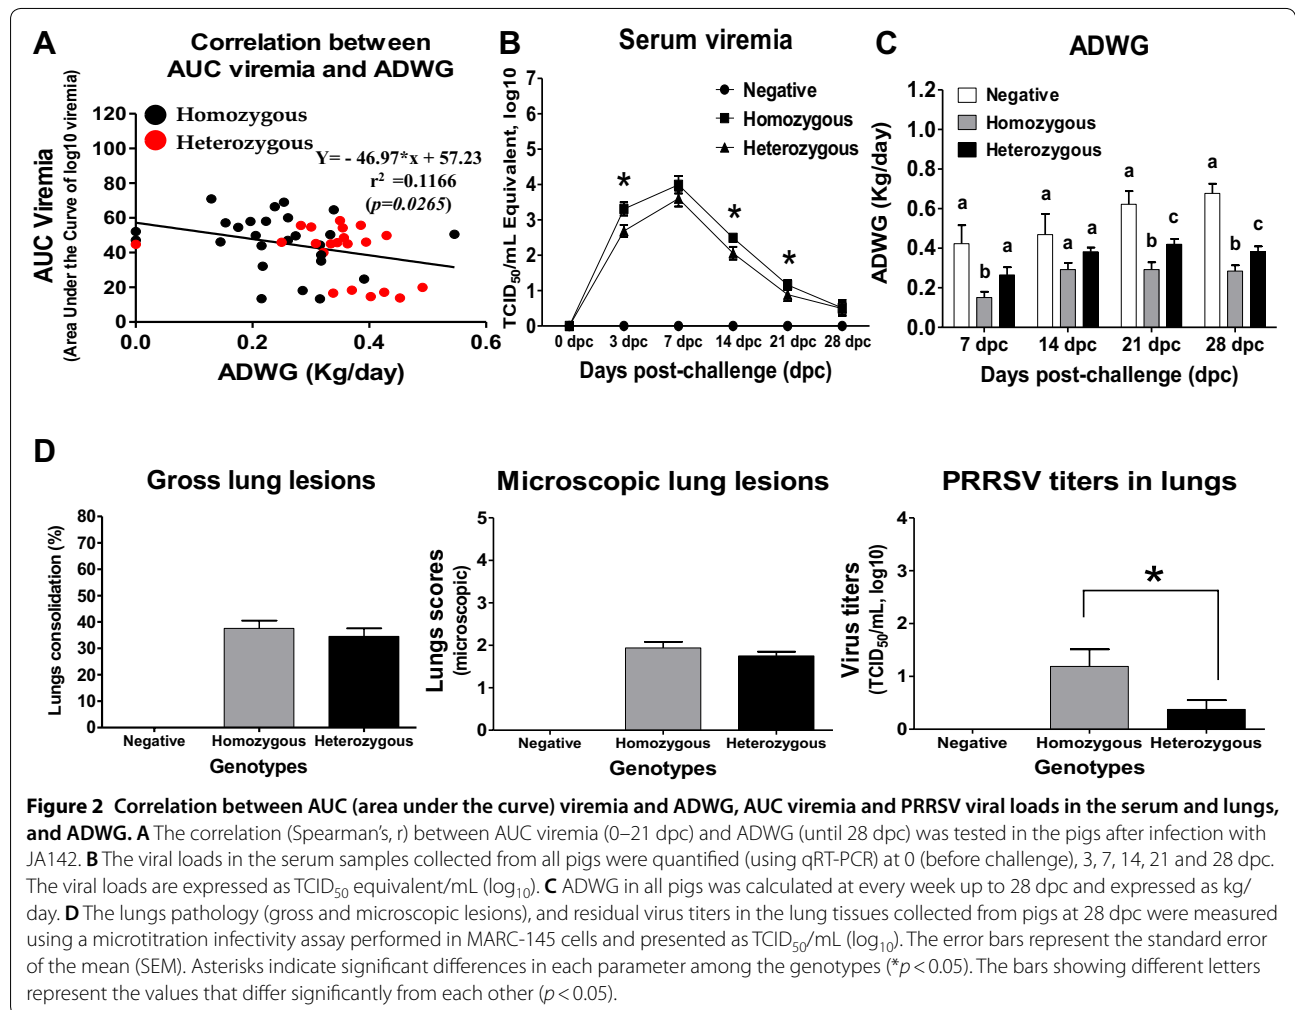 A
Correlation between
AUC viremia and ADWG
Homozygous
Heterozygous
Y= - 46.97*x + 57.23
r² =0.1166
(p=0.0265)
AUC Viremia
(Area Under the Curve of log10 viremia)
120
100
80
60
40
20
0
0.0 0.2 0.4 0.6
ADWG (Kg/day)
B
Serum viremia
Negative
Homozygous
Heterozygous
TCID₅₀/mL Equivalent, log10
7
6
5
4
3
2
1
0
* * *
0 dpc 3 dpc 7 dpc 14 dpc 21 dpc 28 dpc
Days post-challenge (dpc)
C
ADWG
Negative
Homozygous
Heterozygous
ADWG (Kg/day)
1.2
1.0
0.8
0.6
0.4
0.2
0.0
a b a
a a a
a b c
a b c
7 dpc 14 dpc 21 dpc 28 dpc
Days post-challenge (dpc)
D
Gross lung lesions
Lungs consolidation (%)
80
70
60
50
40
30
20
10
0
Negative Homozygous Heterozygous
Genotypes
Microscopic lung lesions
Lungs scores
(microscopic)
5
4
3
2
1
0
Negative Homozygous Heterozygous
Genotypes
PRRSV titers in lungs
Virus titers
(TCID₅₀/mL, log10)
4
3
2
1
0
*
Negative Homozygous Heterozygous
Genotypes
Figure 2 Correlation between AUC (area under the curve) viremia and ADWG, AUC viremia and PRRSV viral loads in the serum and lungs,
and ADWG. A The correlation (Spearman's, r) between AUC viremia (0–21 dpc) and ADWG (until 28 dpc) was tested in the pigs after infection with
JA142. B The viral loads in the serum samples collected from all pigs were quantified (using qRT-PCR) at 0 (before challenge), 3, 7, 14, 21 and 28 dpc.
The viral loads are expressed as TCID₅₀ equivalent/mL (log₁₀). C ADWG in all pigs was calculated at every week up to 28 dpc and expressed as kg/
day. D The lungs pathology (gross and microscopic lesions), and residual virus titers in the lung tissues collected from pigs at 28 dpc were measured
using a microtitration infectivity assay performed in MARC-145 cells and presented as TCID₅₀/mL (log₁₀). The error bars represent the standard error
of the mean (SEM). Asterisks indicate significant differences in each parameter among the genotypes (*p < 0.05). The bars showing different letters
represent the values that differ significantly from each other (p < 0.05).